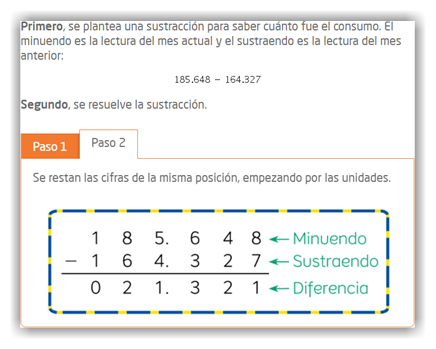 Primero, se plantea una sustracción para saber cuánto fue el consumo. El
minuendo es la lectura del mes actual y el sustraendo es la lectura del mes
anterior:
185.648 − 164.327
Segundo, se resuelve la sustracción.
Paso 1
Paso 2
Se restan las cifras de la misma posición, empezando por las unidades.
1 8 5. 6 4 8 ← Minuendo
− 1 6 4. 3 2 7 ← Sustraendo
0 2 1. 3 2 1 ← Diferencia